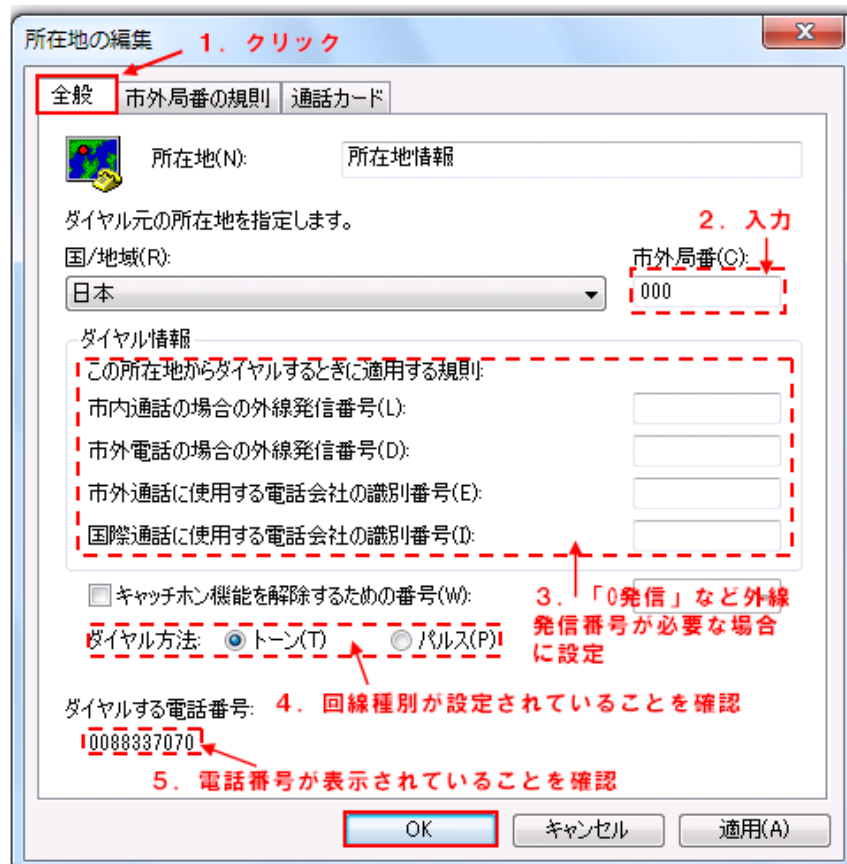 所在地の編集
1. クリック
全般
市外局番の規則
通話カード
所在地(N):
所在地情報
ダイヤル元の所在地を指定します。
2. 入力
国/地域(R):
市外局番(C):
日本
000
ダイヤル情報
この所在地からダイヤルするときに適用する規則:
市内通話の場合の外線発信番号(L):
市外電話の場合の外線発信番号(D):
市外通話に使用する電話会社の識別番号(E):
国際通話に使用する電話会社の識別番号(I):
キャッチホン機能を解除するための番号(W):
3. 「0発信」など外線
発信番号が必要な場合
に設定
ダイヤル方法:
トーン(T)
パルス(P)
4. 回線種別が設定されていることを確認
ダイヤルする電話番号:
0088337070
5. 電話番号が表示されていることを確認
OK
キャンセル
適用(A)